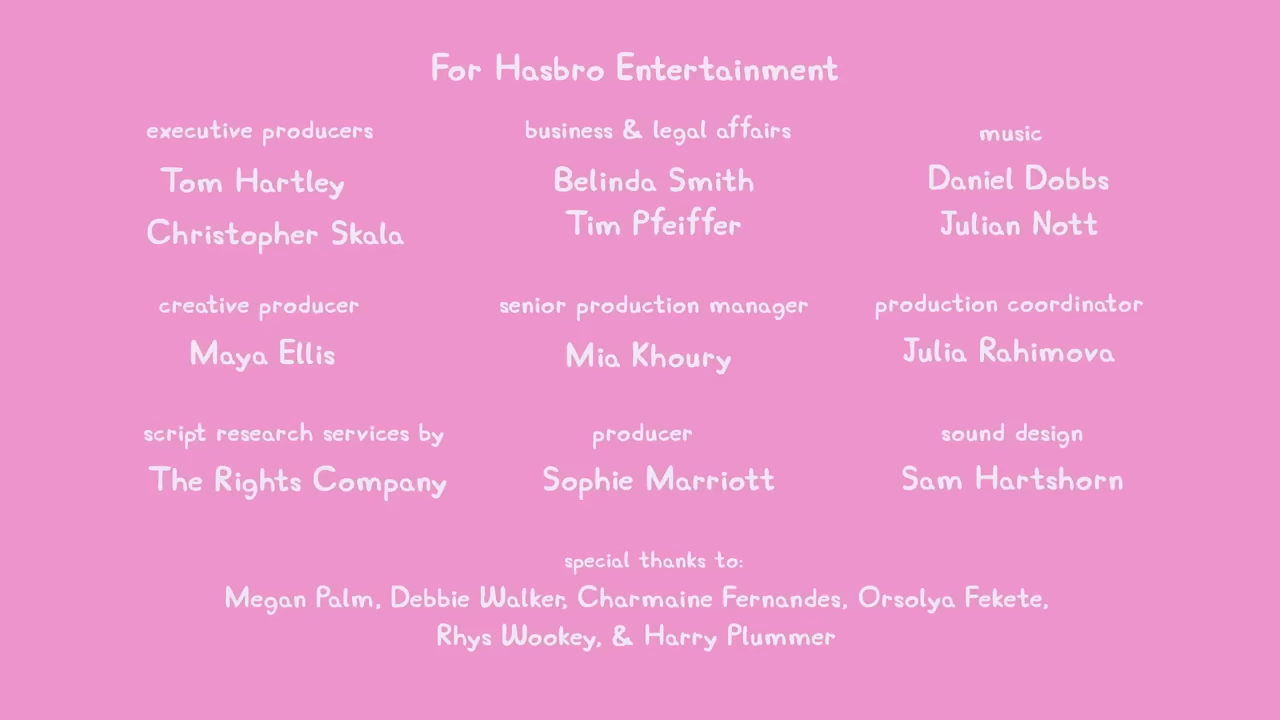 For Hasbro Entertainment
executive producers
Tom Hartley
Christopher Skala
business & legal affairs
Belinda Smith
Tim Pfeiffer
music
Daniel Dobbs
Julian Nott
creative producer
Maya Ellis
senior production manager
Mia Khoury
production coordinator
Julia Rahimova
script research services by
The Rights Company
producer
Sophie Marriott
sound design
Sam Hartshorn
special thanks to:
Megan Palm, Debbie Walker, Charmaine Fernandes, Orsolya Fekete,
Rhys Wookey, & Harry Plummer